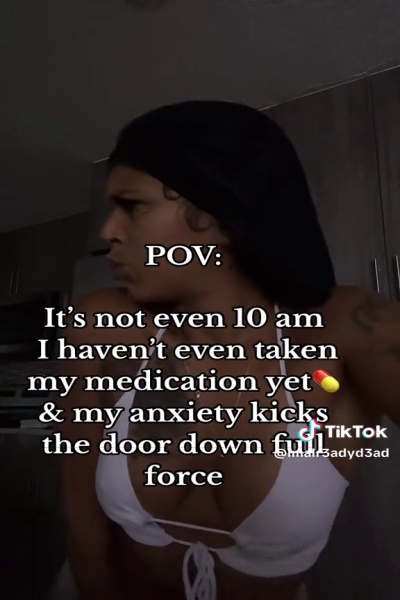 POV:
It's not even 10 am
I haven't even taken
my medication yet💊
& my anxiety kicks
the door down full
force
TikTok